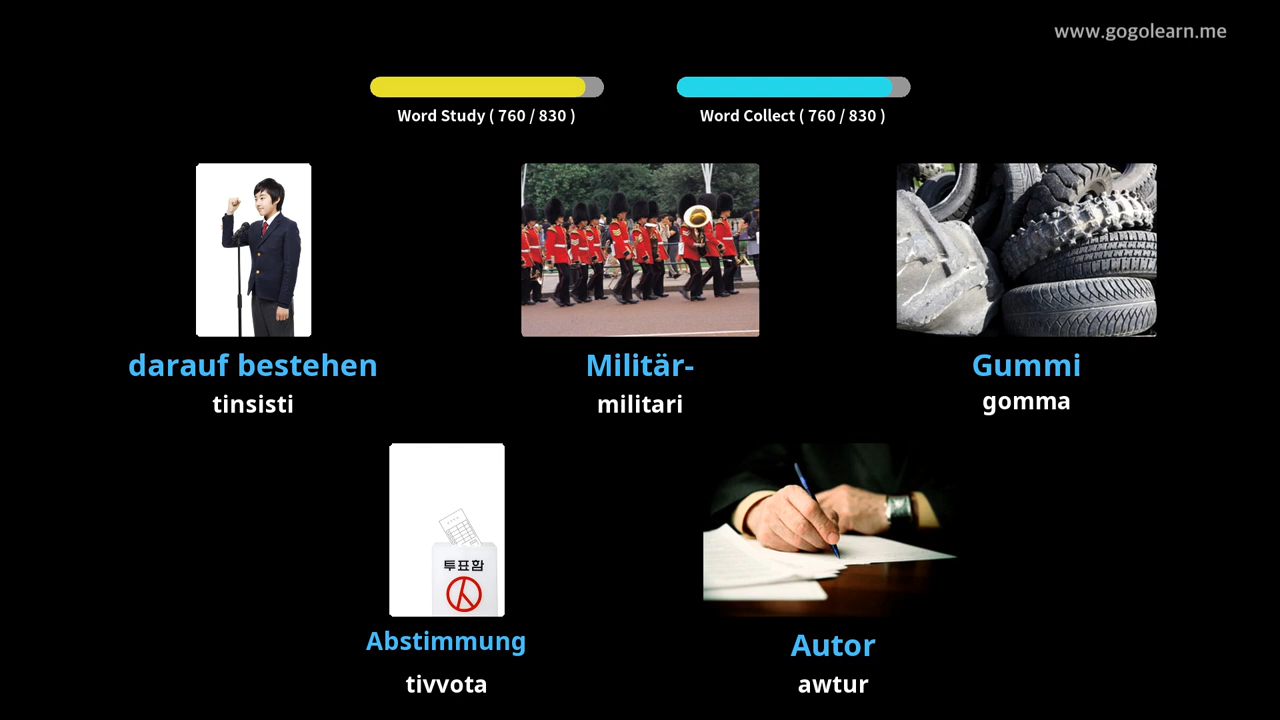 www.gogolearn.me
Word Study ( 760 / 830 )
Word Collect ( 760 / 830 )
darauf bestehen
tinsisti
Militär-
militari
Gummi
gomma
투표함
Abstimmung
tivvota
Autor
awtur